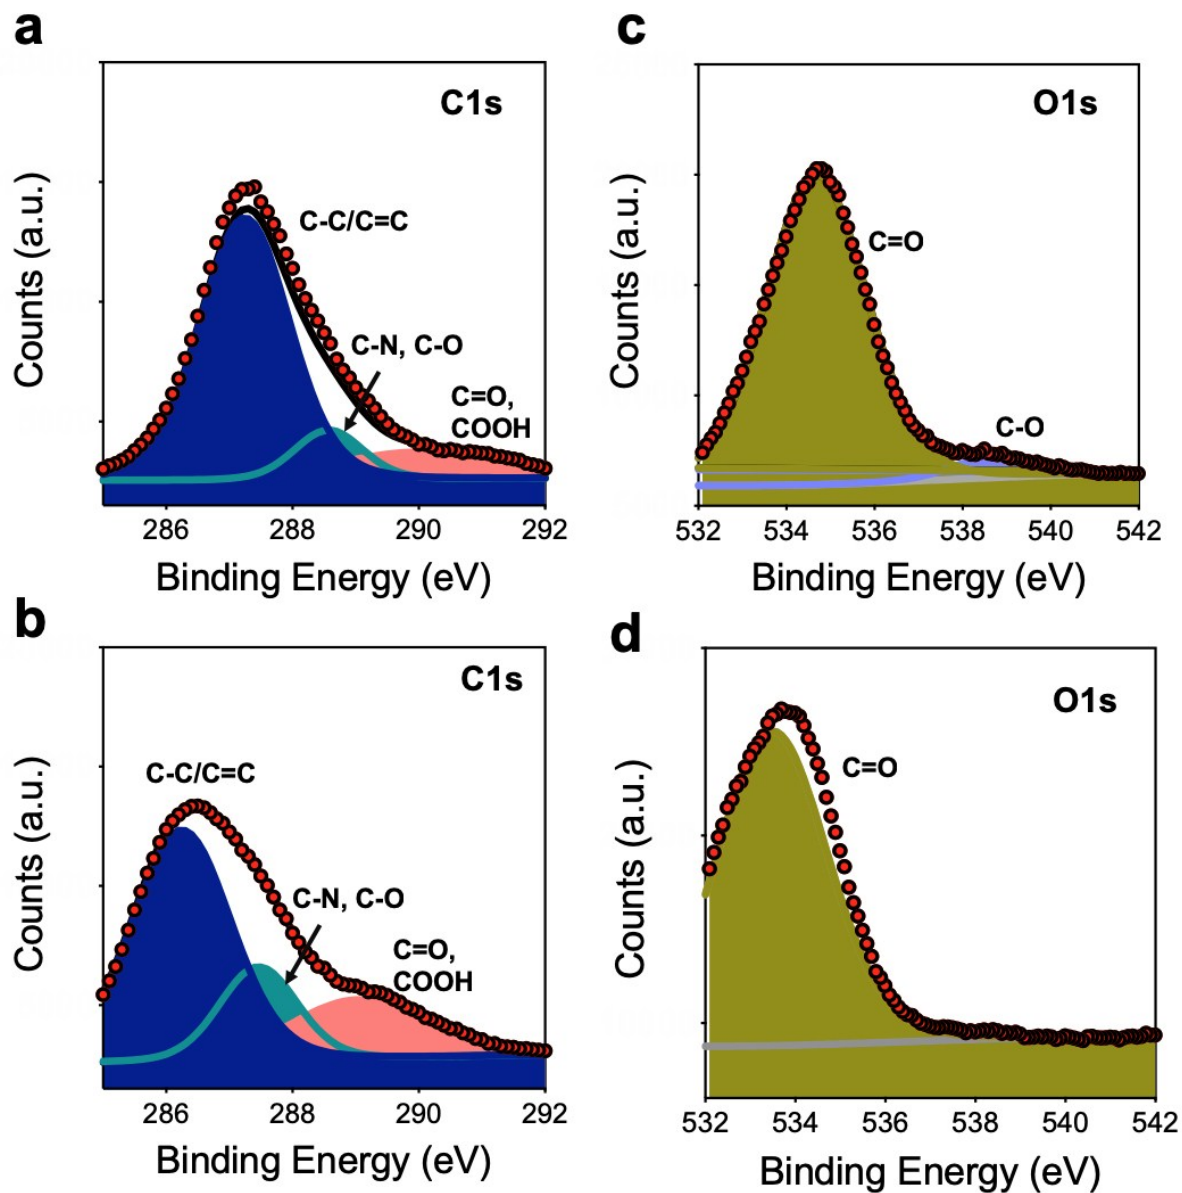 a
C1s
Counts (a.u.)
C-C/C=C
C-N, C-O
C=O,
COOH
286 288 290 292
Binding Energy (eV)
c
O1s
Counts (a.u.)
C=O
C-O
532 534 536 538 540 542
Binding Energy (eV)
b
C1s
Counts (a.u.)
C-C/C=C
C-N, C-O
C=O,
COOH
286 288 290 292
Binding Energy (eV)
d
O1s
Counts (a.u.)
C=O
532 534 536 538 540 542
Binding Energy (eV)